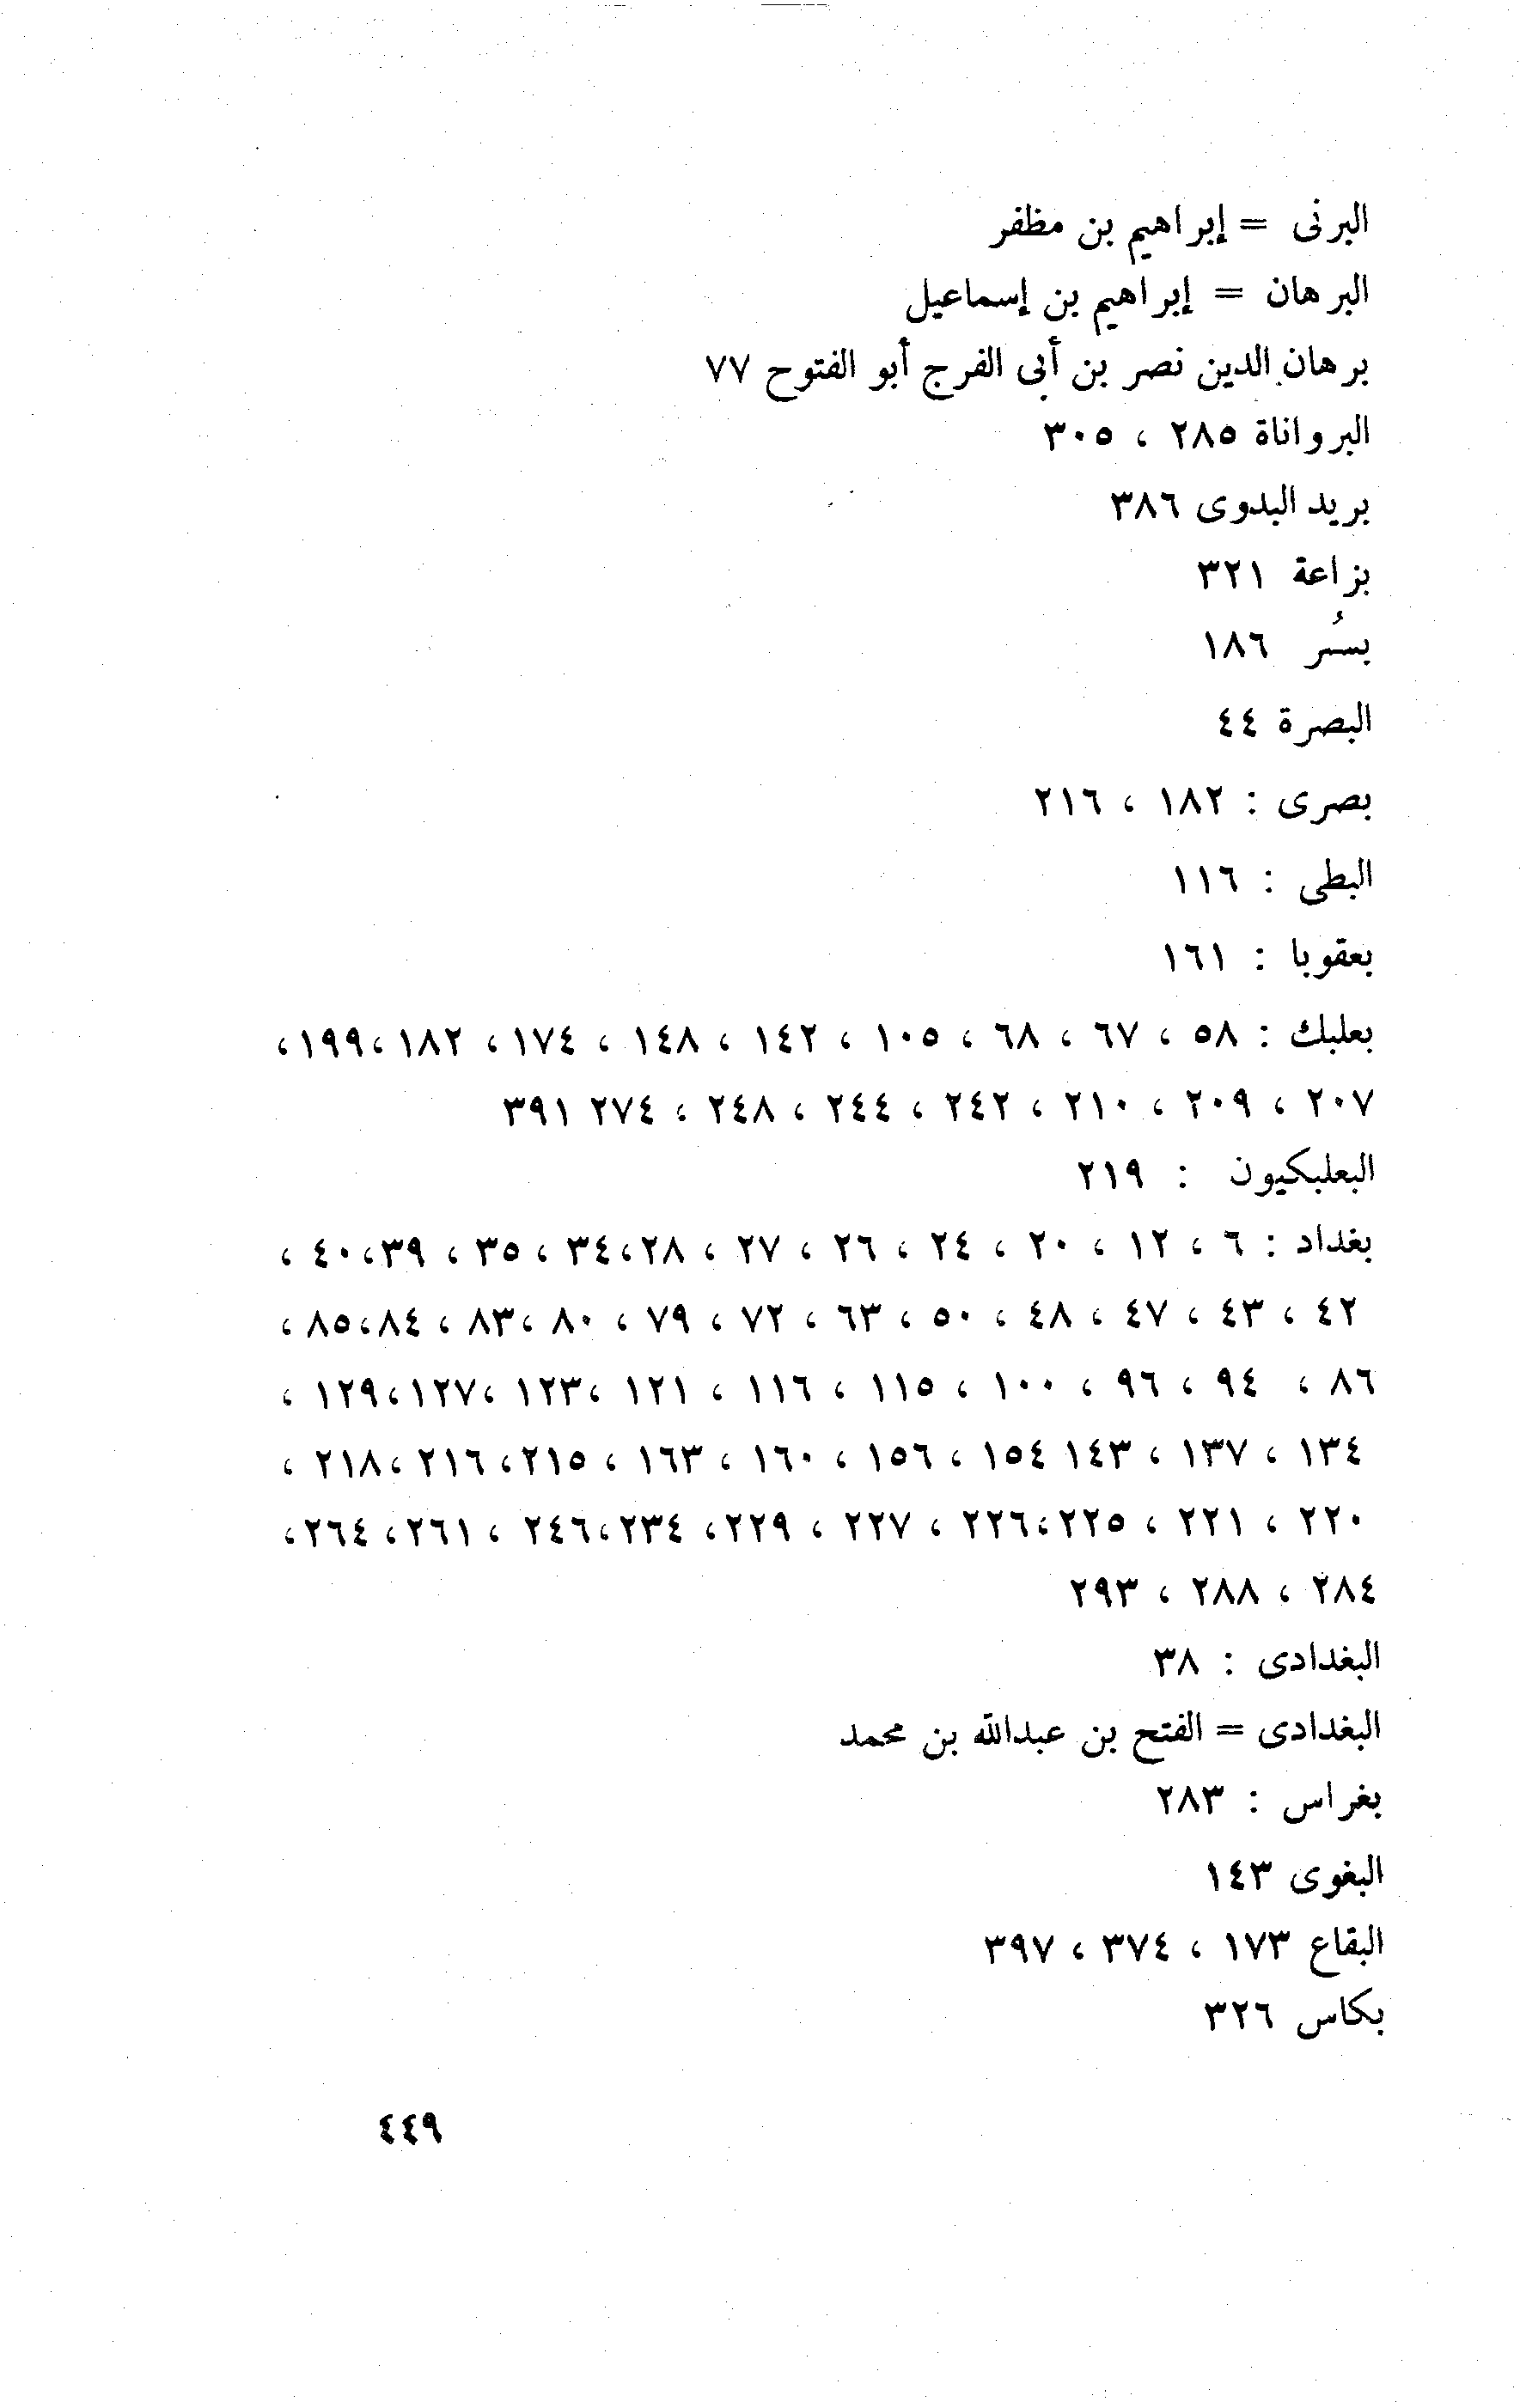 البرنى = إبراهيم بن مظفر
البرهان = إبراهيم بن إسماعيل
برهان الدين نصر بن أبى الفرج أبو الفتوح ٧٧
البرواناة ٢٨٥ ، ٣٠٥
بريد البدوى ٣٨٦
بزاعة ٣٢١
بسُر ١٨٦
البصرة ٤٤
بصرى : ١٨٢ ، ٢١٦
البطى : ١١٦
بعقوبا : ١٦١
بعلبك : ٥٨ ، ٦٧ ، ٦٨ ، ١٠٥ ، ١٤٢ ، ١٤٨ ، ١٧٤ ، ١٨٢ ،١٩٩،
٢٠٧ ، ٢٠٩ ، ٢١٠ ، ٢٤٢ ، ٢٤٤ ، ٢٤٨ ، ٢٧٤ ٣٩١
البعلبكيون : ٢١٩
بغداد : ٦ ، ١٢ ، ٢٠ ، ٢٤ ، ٢٦ ، ٢٧ ، ٢٨،٣٤ ، ٣٥ ، ٣٩،٤٠ ،
٤٢ ، ٤٣ ، ٤٧ ، ٤٨ ، ٥٠ ، ٦٣ ، ٧٢ ، ٧٩ ، ٨٠ ،٨٣ ، ٨٤،٨٥ ،
٨٦ ، ٩٤ ، ٩٦ ، ١٠٠ ، ١١٥ ، ١١٦ ، ١٢١ ،١٢٣ ،١٢٧،١٢٩ ،
١٣٤ ، ١٣٧ ، ١٤٣ ١٥٤ ، ١٥٦ ، ١٦٠ ، ١٦٣ ، ٢١٥، ٢١٦ ،٢١٨ ،
٢٢٠ ، ٢٢١ ، ٢٢٥،٢٢٦ ، ٢٢٧ ، ٢٢٩، ٢٣٤،٢٤٦ ، ٢٦١، ٢٦٤،
٢٨٤ ، ٢٨٨ ، ٢٩٣
البغدادى : ٣٨
البغدادى = الفتح بن عبدالله بن محمد
بغراس : ٢٨٣
البغوى ١٤٣
البقاع ١٧٣ ، ٣٧٤ ، ٣٩٧
بكاس ٣٢٦
٤٤٩